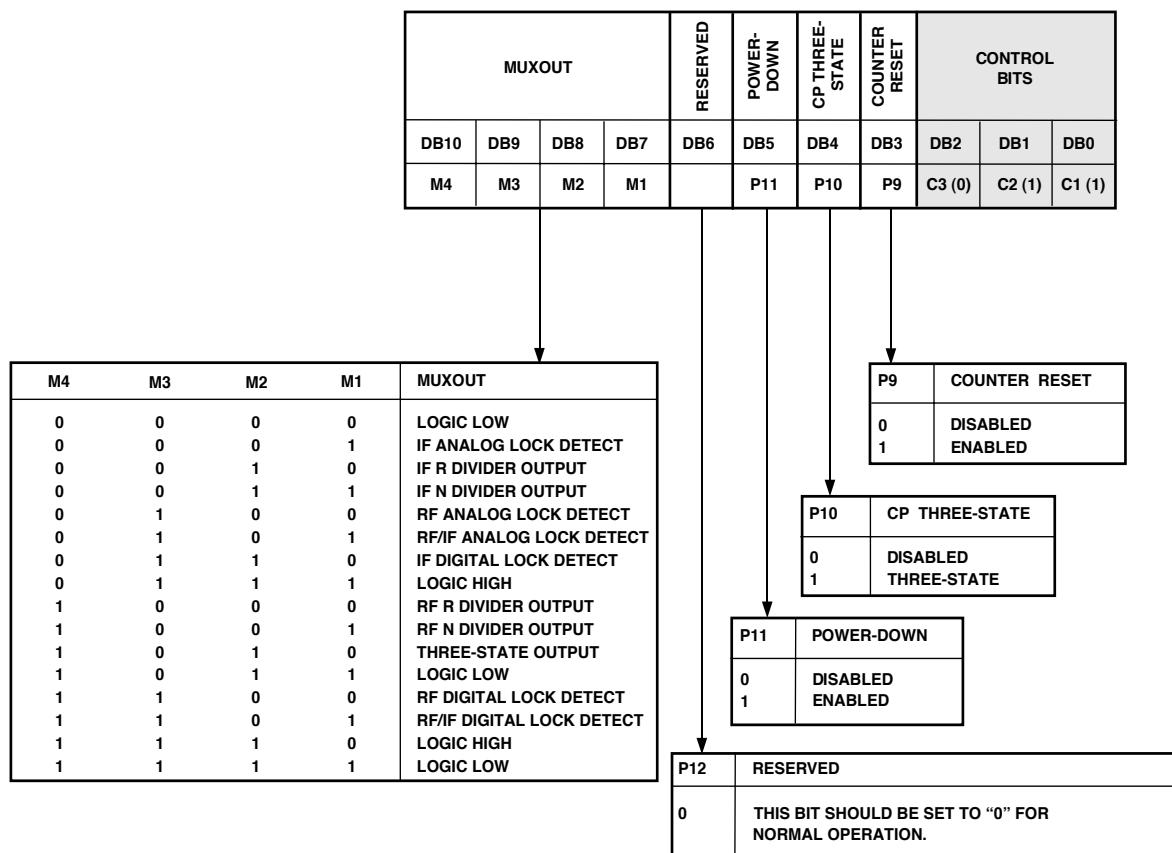 MUXOUT
RESERVED
POWER-
DOWN
CP THREE-
STATE
COUNTER
RESET
CONTROL
BITS
DB10 DB9 DB8 DB7 DB6 DB5 DB4 DB3 DB2 DB1 DB0
M4 M3 M2 M1 P11 P10 P9 C3 (0) C2 (1) C1 (1)
M4 M3 M2 M1 MUXOUT
0 0 0 0 LOGIC LOW
0 0 0 1 IF ANALOG LOCK DETECT
0 0 1 0 IF R DIVIDER OUTPUT
0 0 1 1 IF N DIVIDER OUTPUT
0 1 0 0 RF ANALOG LOCK DETECT
0 1 0 1 RF/IF ANALOG LOCK DETECT
0 1 1 0 IF DIGITAL LOCK DETECT
0 1 1 1 LOGIC HIGH
1 0 0 0 RF R DIVIDER OUTPUT
1 0 0 1 RF N DIVIDER OUTPUT
1 0 1 0 THREE-STATE OUTPUT
1 0 1 1 LOGIC LOW
1 1 0 0 RF DIGITAL LOCK DETECT
1 1 0 1 RF/IF DIGITAL LOCK DETECT
1 1 1 0 LOGIC HIGH
1 1 1 1 LOGIC LOW
P9 COUNTER RESET
0 DISABLED
1 ENABLED
P10 CP THREE-STATE
0 DISABLED
1 THREE-STATE
P11 POWER-DOWN
0 DISABLED
1 ENABLED
P12 RESERVED
0 THIS BIT SHOULD BE SET TO “0” FOR
NORMAL OPERATION.